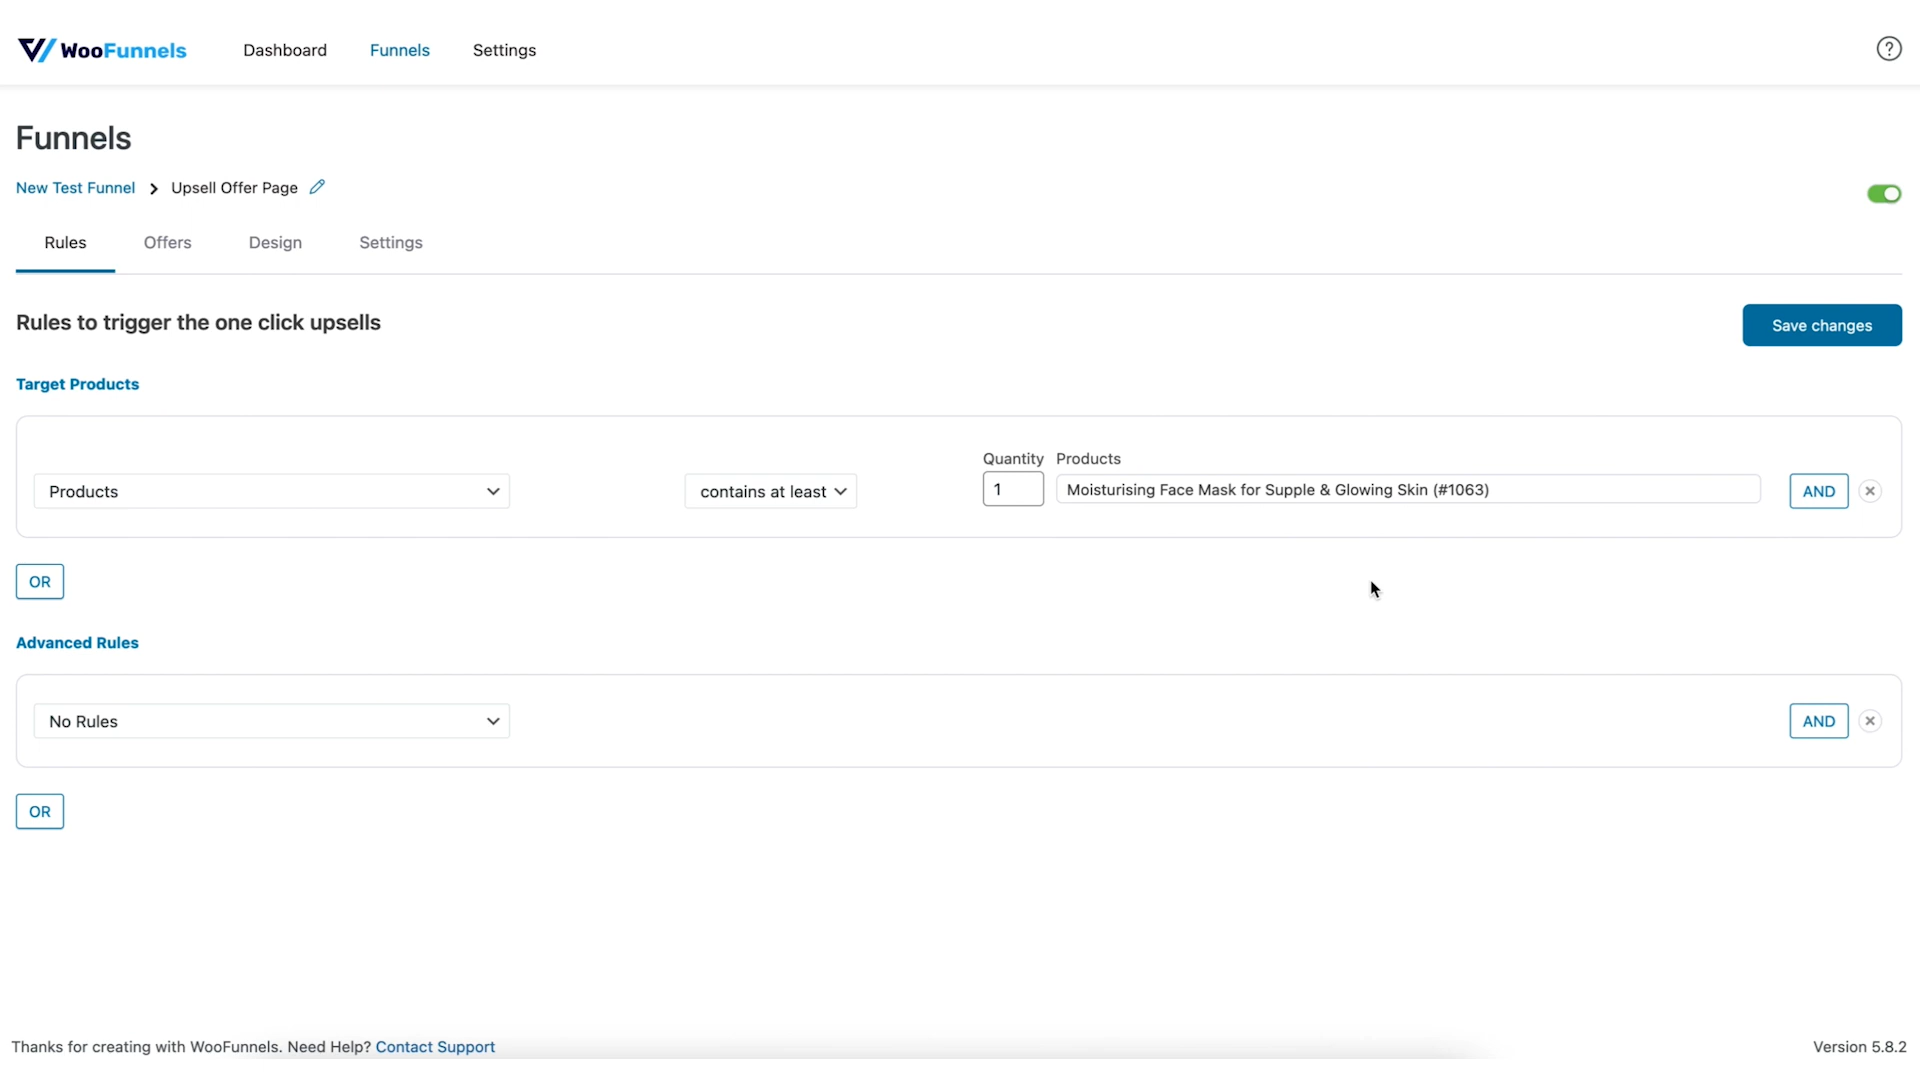 WooFunnels Dashboard Funnels Settings ?
Funnels
New Test Funnel > Upsell Offer Page
Rules Offers Design Settings
Rules to trigger the one click upsells Save changes
Target Products
Quantity Products
Products contains at least 1 Moisturising Face Mask for Supple & Glowing Skin (#1063) AND
OR
Advanced Rules
No Rules AND
OR
Thanks for creating with WooFunnels. Need Help? Contact Support Version 5.8.2